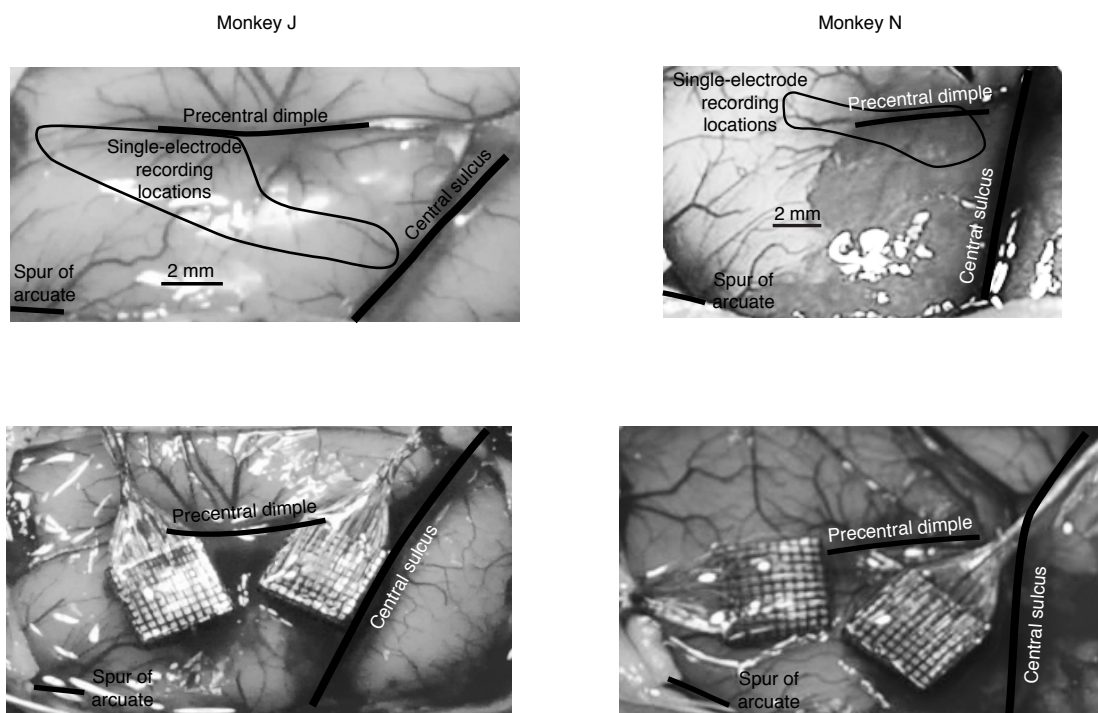 Monkey J
Monkey N
Precentral dimple
Single-electrode
recording
locations
Central sulcus
2 mm
Spur of
arcuate
Single-electrode
recording
locations
Precentral dimple
2 mm
Central sulcus
Spur of
arcuate
Precentral dimple
Central sulcus
Spur of
arcuate
Precentral dimple
Central sulcus
Spur of
arcuate